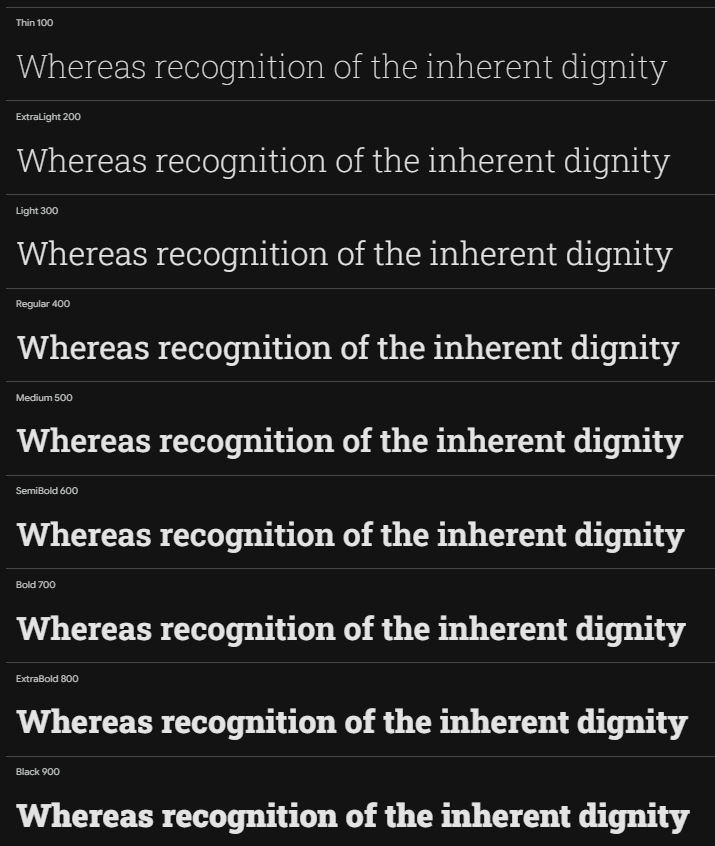 Thin 100
Whereas recognition of the inherent dignity
ExtraLight 200
Whereas recognition of the inherent dignity
Light 300
Whereas recognition of the inherent dignity
Regular 400
Whereas recognition of the inherent dignity
Medium 500
Whereas recognition of the inherent dignity
SemiBold 600
Whereas recognition of the inherent dignity
Bold 700
Whereas recognition of the inherent dignity
ExtraBold 800
Whereas recognition of the inherent dignity
Black 900
Whereas recognition of the inherent dignity